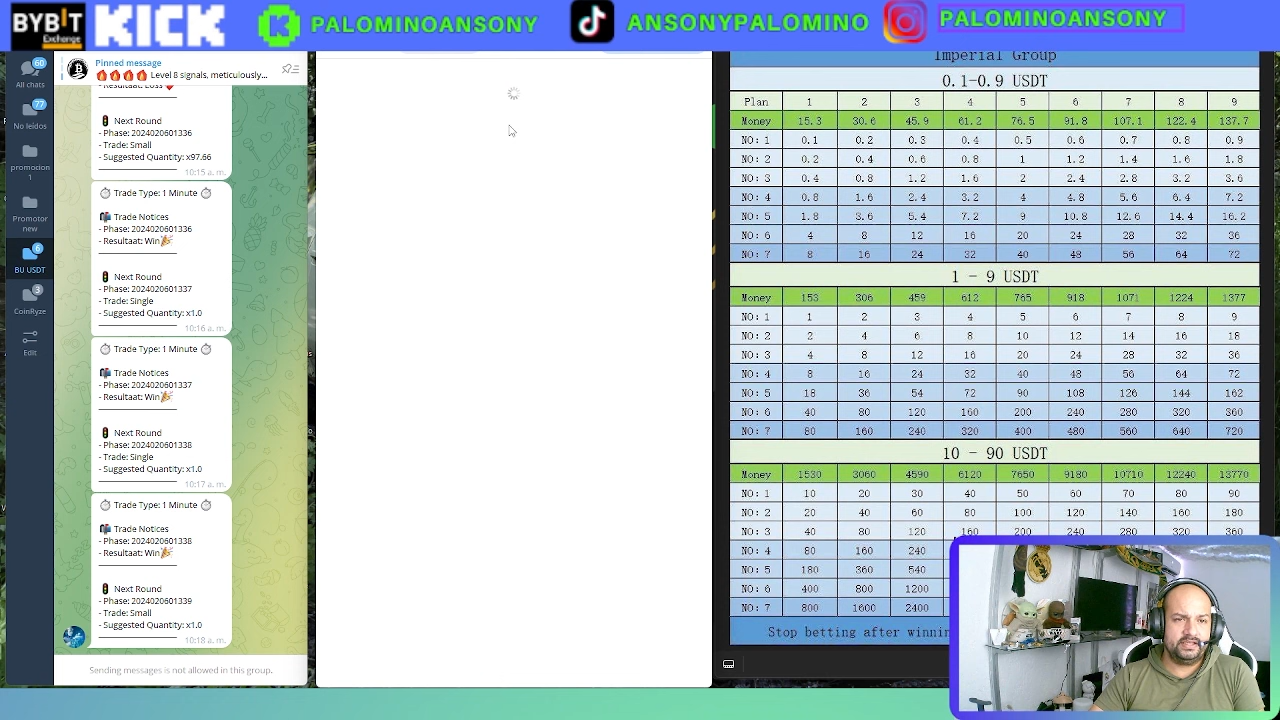 BYBIT
Exchange
KICK
PALOMINOANSONY
ANSONYPALOMINO
PALOMINOANSONY
60
All chats
77
No leídos
promocion
1
Promotor
new
6
BU USDT
3
CoinRyze
Edit
Pinned message
🔥🔥🔥🔥 Level 8 signals, meticulously...
- Resultaat: Loss
🚦 Next Round
- Phase: 2024020601336
- Trade: Small
- Suggested Quantity: x97.66
10:15 a. m.
⏱ Trade Type: 1 Minute ⏱
📬 Trade Notices
- Phase: 2024020601336
- Resultaat: Win🎉
🚦 Next Round
- Phase: 2024020601337
- Trade: Single
- Suggested Quantity: x1.0
10:16 a. m.
⏱ Trade Type: 1 Minute ⏱
📬 Trade Notices
- Phase: 2024020601337
- Resultaat: Win🎉
🚦 Next Round
- Phase: 2024020601338
- Trade: Single
- Suggested Quantity: x1.0
10:17 a. m.
⏱ Trade Type: 1 Minute ⏱
📬 Trade Notices
- Phase: 2024020601338
- Resultaat: Win🎉
🚦 Next Round
- Phase: 2024020601339
- Trade: Small
- Suggested Quantity: x1.0
10:18 a. m.
Sending messages is not allowed in this group.
Imperial Group
0.1-0.9 USDT
Plan 1 2 3 4 5 6 7 8 9
Money 15.3 30.6 45.9 61.2 76.5 91.8 107.1 122.4 137.7
NO: 1 0.1 0.2 0.3 0.4 0.5 0.6 0.7 0.8 0.9
NO: 2 0.2 0.4 0.6 0.8 1 1.2 1.4 1.6 1.8
NO: 3 0.4 0.8 1.2 1.6 2 2.4 2.8 3.2 3.6
NO: 4 0.8 1.6 2.4 3.2 4 4.8 5.6 6.4 7.2
NO: 5 1.8 3.6 5.4 7.2 9 10.8 12.6 14.4 16.2
NO: 6 4 8 12 16 20 24 28 32 36
NO: 7 8 16 24 32 40 48 56 64 72
1 - 9 USDT
Money 153 306 459 612 765 918 1071 1224 1377
NO: 1 1 2 3 4 5 6 7 8 9
NO: 2 2 4 6 8 10 12 14 16 18
NO: 3 4 8 12 16 20 24 28 32 36
NO: 4 8 16 24 32 40 48 56 64 72
NO: 5 18 36 54 72 90 108 126 144 162
NO: 6 40 80 120 160 200 240 280 320 360
NO: 7 80 160 240 320 400 480 560 640 720
10 - 90 USDT
Money 1530 3060 4590 6120 7650 9180 10710 12240 13770
NO: 1 10 20 30 40 50 60 70 80 90
NO: 2 20 40 60 80 100 120 140 160 180
NO: 3 40 80 120 160 200 240
NO: 4 80 160 240
NO: 5 180 360 540
NO: 6 400 800 1200
NO: 7 800 1600 2400
Stop betting after winnin